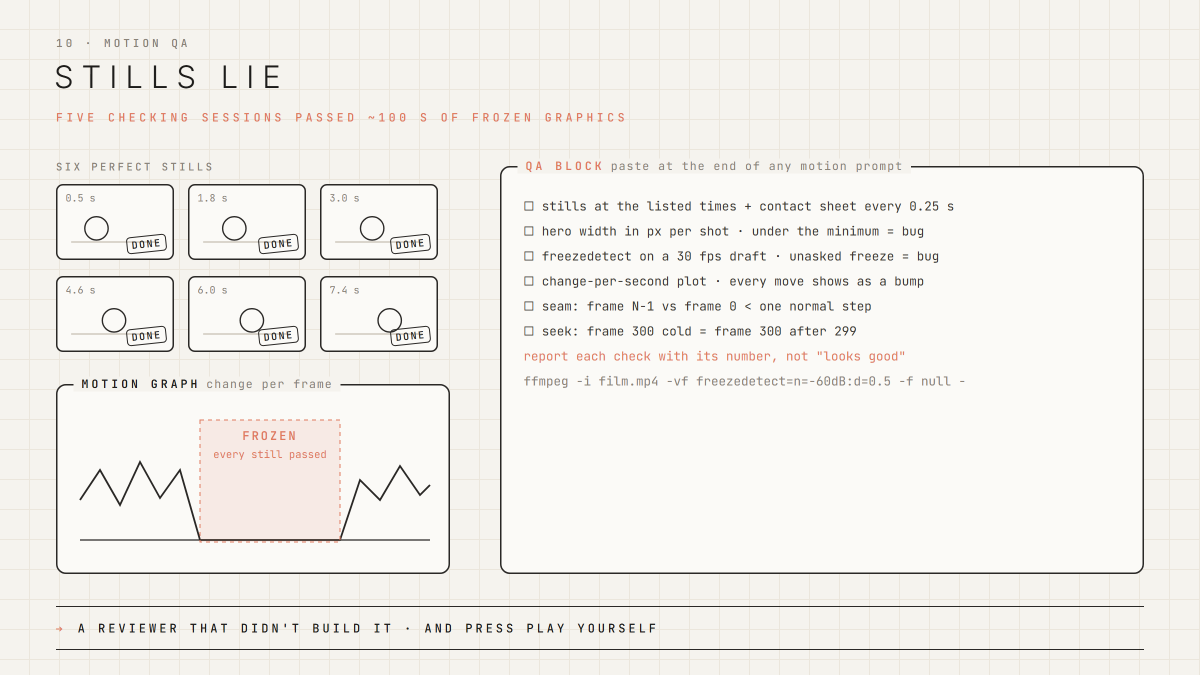 10 · MOTION QA
STILLS LIE
FIVE CHECKING SESSIONS PASSED ~100 S OF FROZEN GRAPHICS
SIX PERFECT STILLS
0.5 s
DONE
1.8 s
DONE
3.0 s
DONE
4.6 s
DONE
6.0 s
DONE
7.4 s
DONE
MOTION GRAPH change per frame
FROZEN
every still passed
QA BLOCK paste at the end of any motion prompt
☐ stills at the listed times + contact sheet every 0.25 s
☐ hero width in px per shot · under the minimum = bug
☐ freezedetect on a 30 fps draft · unasked freeze = bug
☐ change-per-second plot · every move shows as a bump
☐ seam: frame N-1 vs frame 0 < one normal step
☐ seek: frame 300 cold = frame 300 after 299
report each check with its number, not "looks good"
ffmpeg -i film.mp4 -vf freezedetect=n=-60dB:d=0.5 -f null -
→ A REVIEWER THAT DIDN'T BUILD IT · AND PRESS PLAY YOURSELF